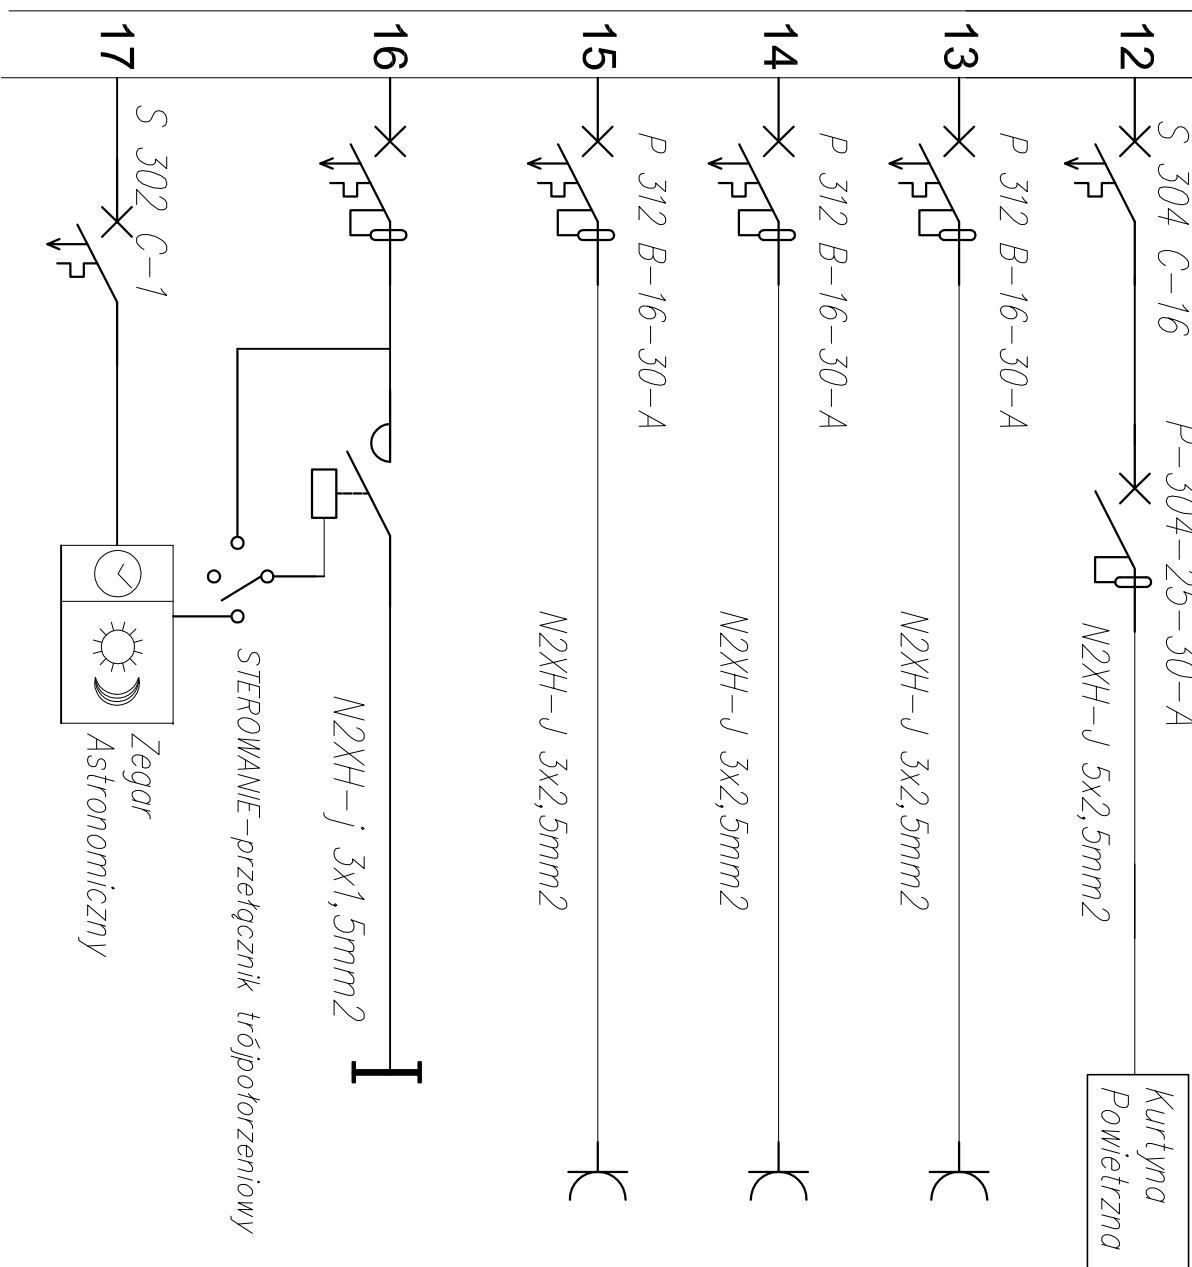 17
16
15
14
13
12
S 302 C-1
P 312 B-16-30-A
P 312 B-16-30-A
P 312 B-16-30-A
S 304 C-16
P-304-25-30-A
N2XH-j 3x1,5mm2
N2XH-J 3x2,5mm2
N2XH-J 3x2,5mm2
N2XH-J 3x2,5mm2
N2XH-J 5x2,5mm2
STEROWANIE-przełącznik trójpołorzeniowy
Zegar
Astronomiczny
Kurtyna
Powietrzna